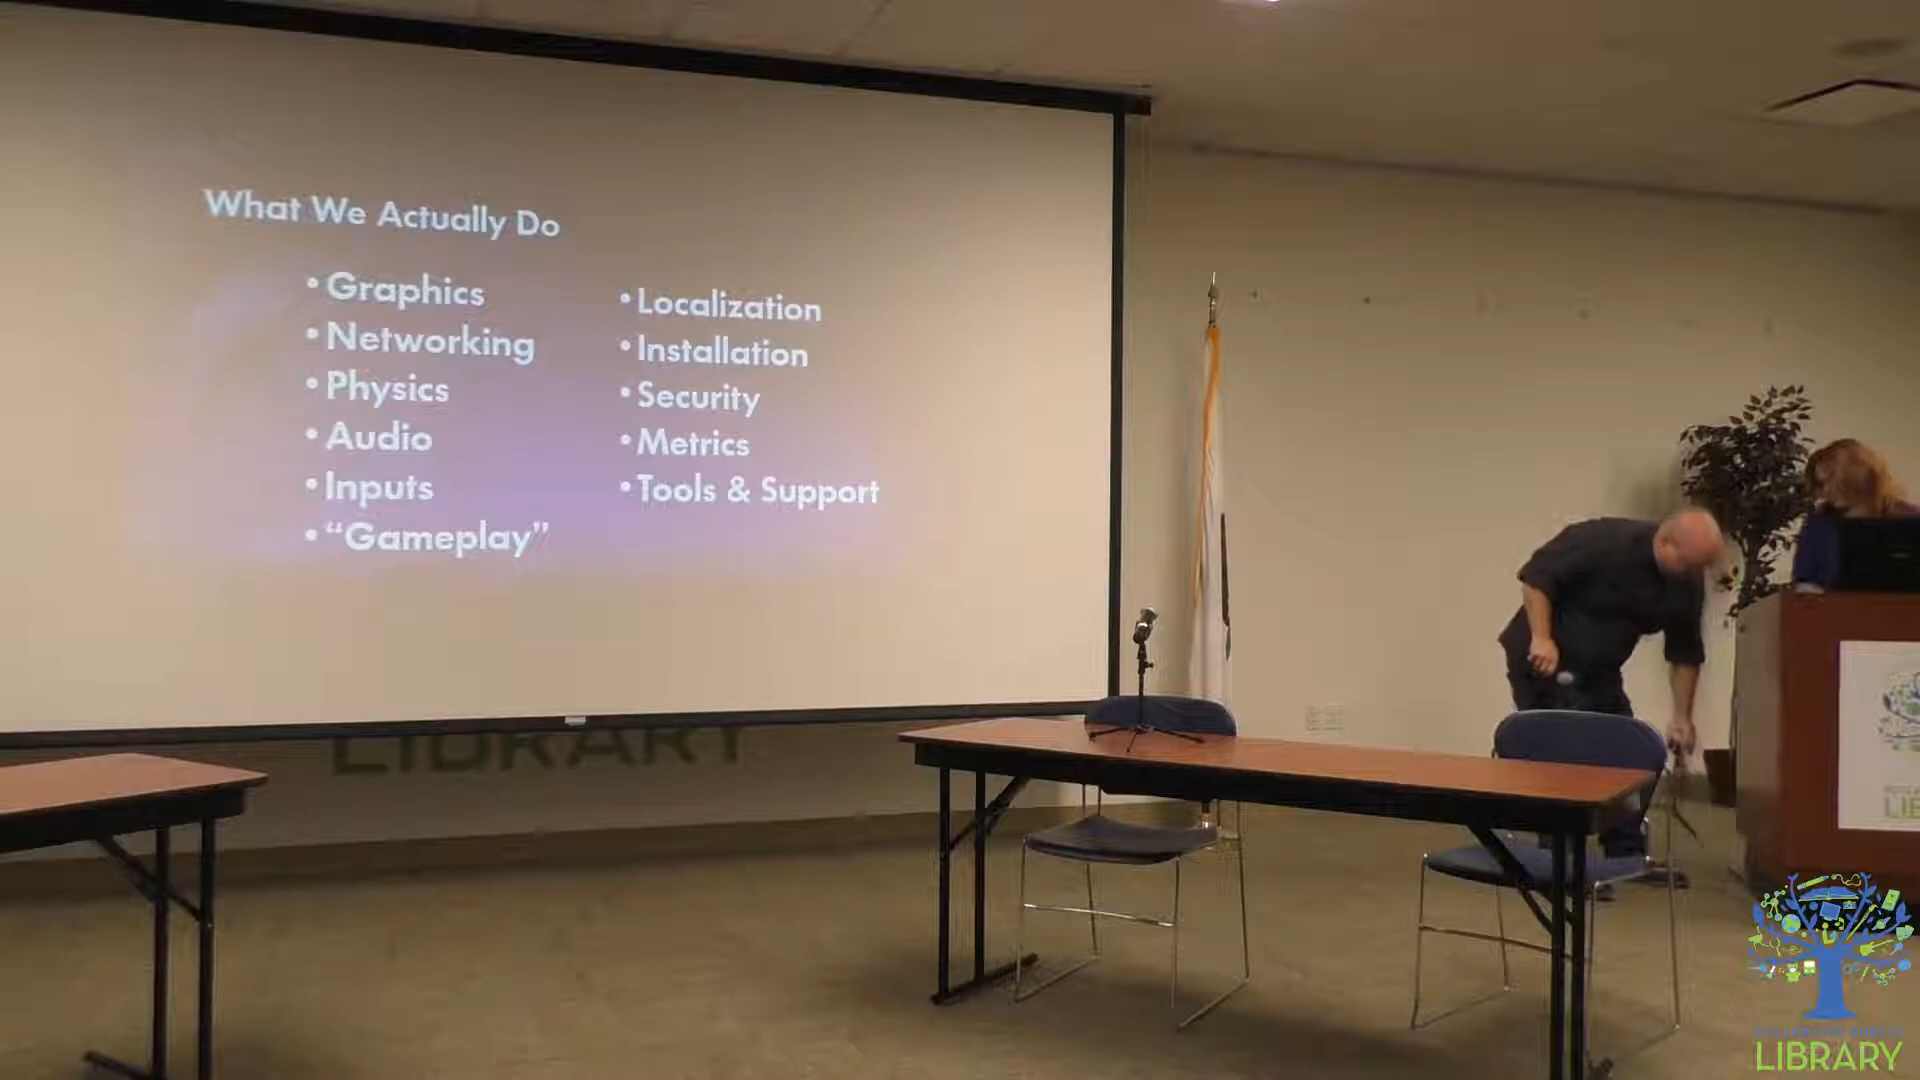 What We Actually Do
• Graphics
• Networking
• Physics
• Audio
• Inputs
• “Gameplay”
• Localization
• Installation
• Security
• Metrics
• Tools & Support
LIBRARY
LIBRARY